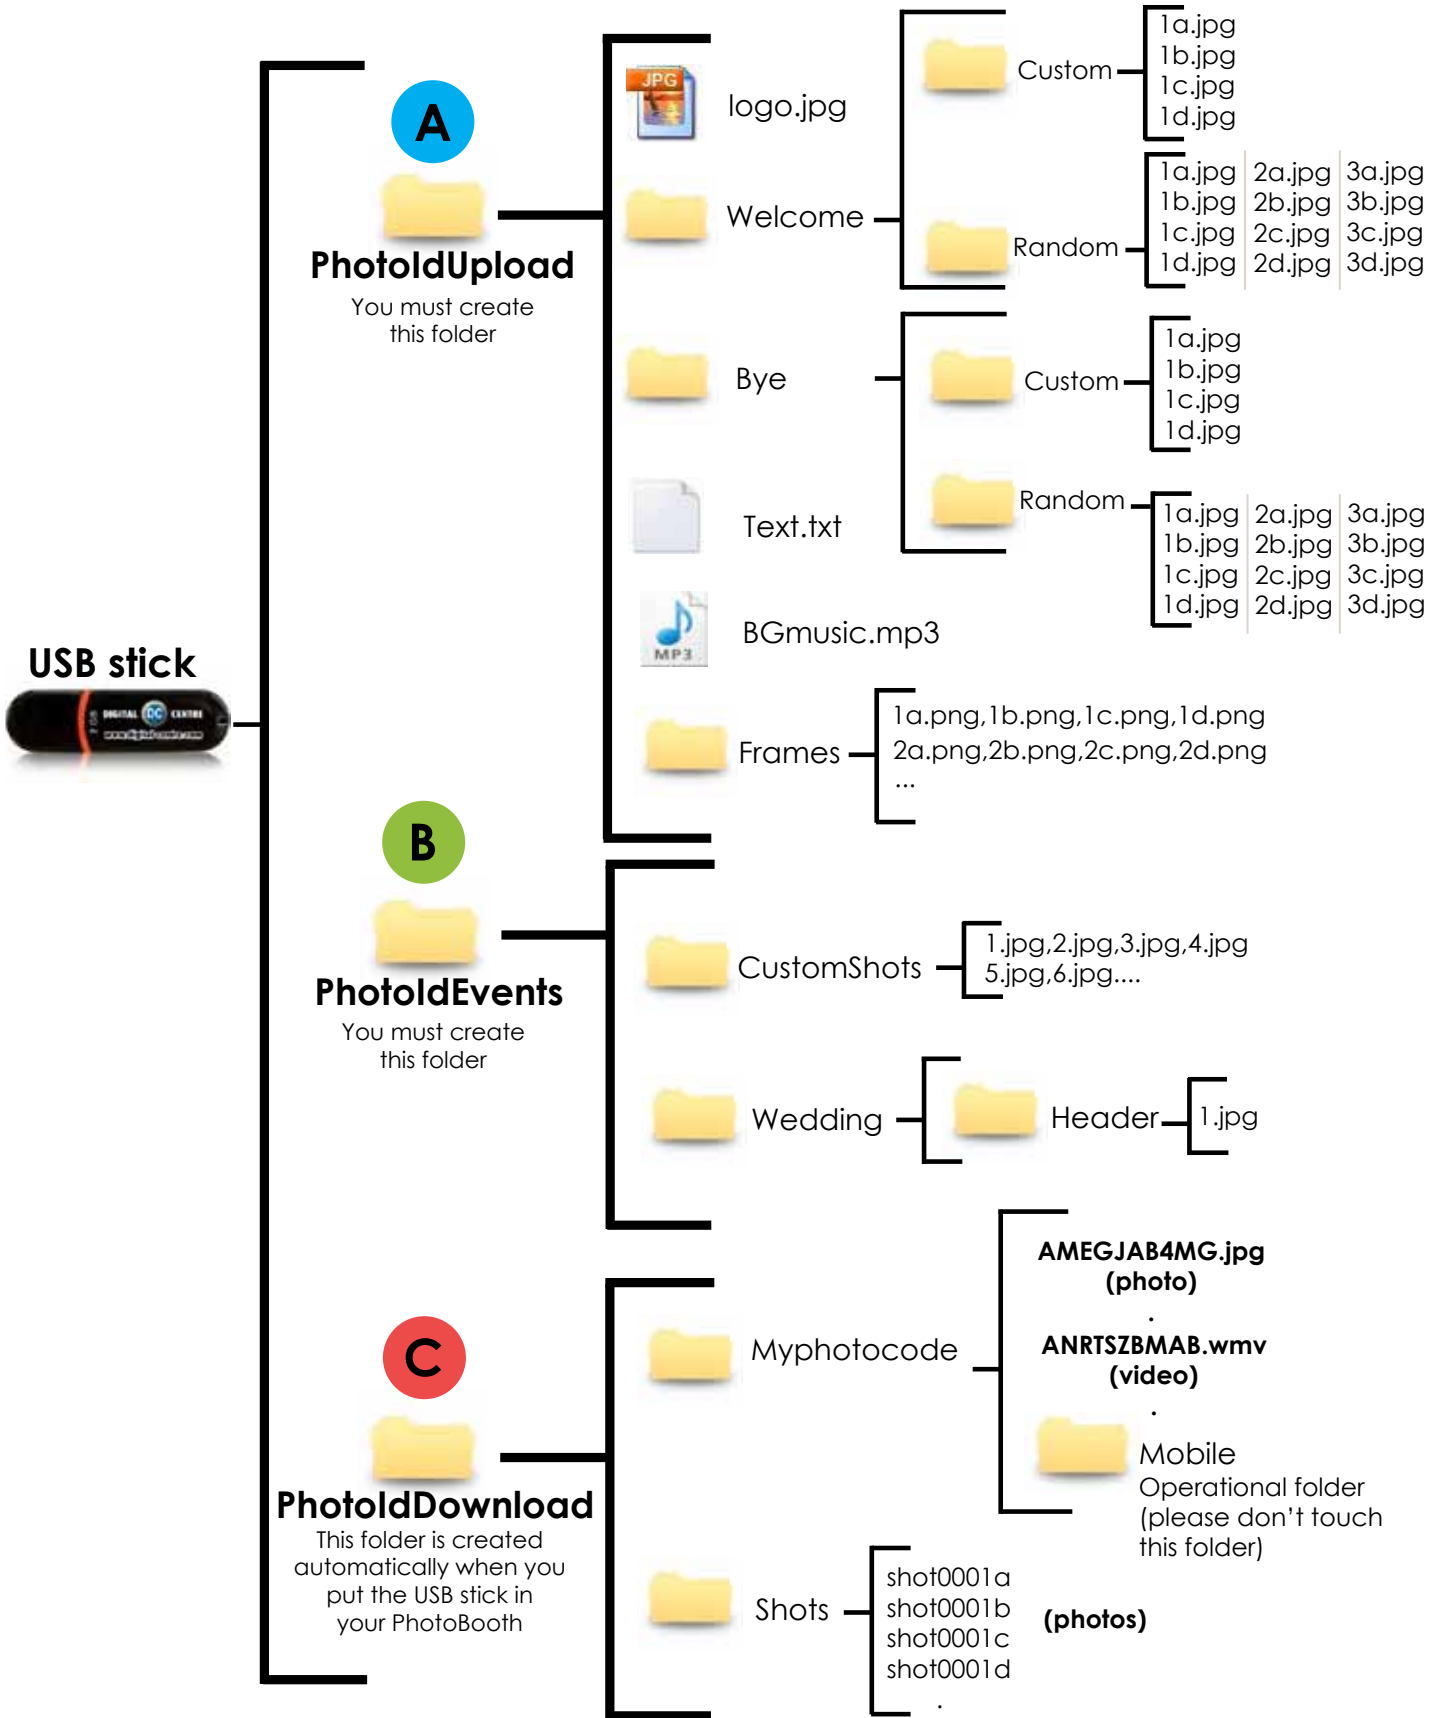 USB stick
DIGITAL DC CENTRE
A
PhotoIdUpload
You must create
this folder
JPG
logo.jpg
Welcome
Custom
1a.jpg
1b.jpg
1c.jpg
1d.jpg
Random
1a.jpg 2a.jpg 3a.jpg
1b.jpg 2b.jpg 3b.jpg
1c.jpg 2c.jpg 3c.jpg
1d.jpg 2d.jpg 3d.jpg
Bye
Custom
1a.jpg
1b.jpg
1c.jpg
1d.jpg
Random
1a.jpg 2a.jpg 3a.jpg
1b.jpg 2b.jpg 3b.jpg
1c.jpg 2c.jpg 3c.jpg
1d.jpg 2d.jpg 3d.jpg
Text.txt
MP3
BGmusic.mp3
Frames
1a.png,1b.png,1c.png,1d.png
2a.png,2b.png,2c.png,2d.png
...
B
PhotoIdEvents
You must create
this folder
CustomShots
1.jpg,2.jpg,3.jpg,4.jpg
5.jpg,6.jpg....
Wedding
Header
1.jpg
C
PhotoIdDownload
This folder is created
automatically when you
put the USB stick in
your PhotoBooth
Myphotocode
AMEGJAB4MG.jpg
(photo)
.
ANRTSZBMAB.wmv
(video)
.
Mobile
Operational folder
(please don't touch
this folder)
Shots
shot0001a
shot0001b
shot0001c
shot0001d
.
(photos)